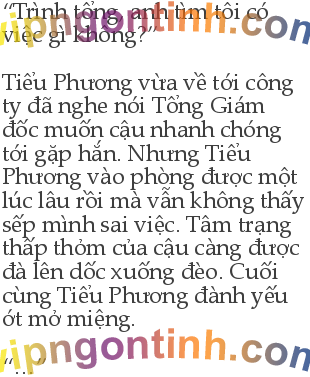 “Trình tổng, anh tìm tôi có
việc gì không?”
Tiểu Phương vừa về tới công
ty đã nghe nói Tổng Giám
đốc muốn cậu nhanh chóng
tới gặp hắn. Nhưng Tiểu
Phương vào phòng được một
lúc lâu rồi mà vẫn không thấy
sếp mình sai việc. Tâm trạng
thấp thỏm của cậu càng được
đà lên dốc xuống đèo. Cuối
cùng Tiểu Phương đành yếu
ớt mở miệng.
“...”
vipngontinh.com
vipngontinh.com